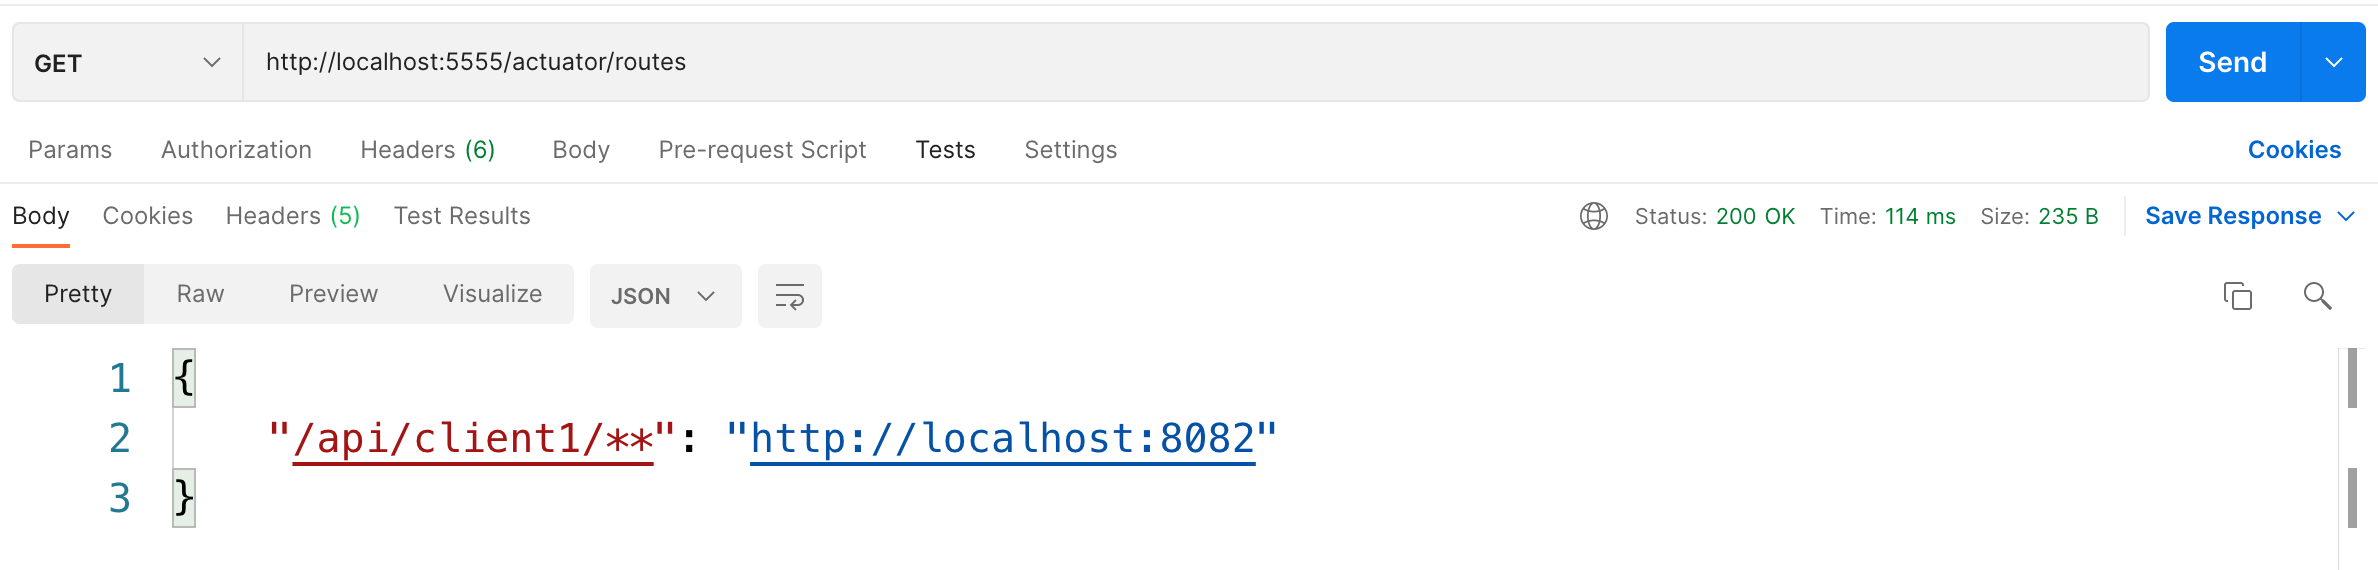 GET http://localhost:5555/actuator/routes Send
Params Authorization Headers (6) Body Pre-request Script Tests Settings Cookies
Body Cookies Headers (5) Test Results Status: 200 OK Time: 114 ms Size: 235 B Save Response
Pretty Raw Preview Visualize JSON
1 {
2 "/api/client1/**": "http://localhost:8082"
3 }